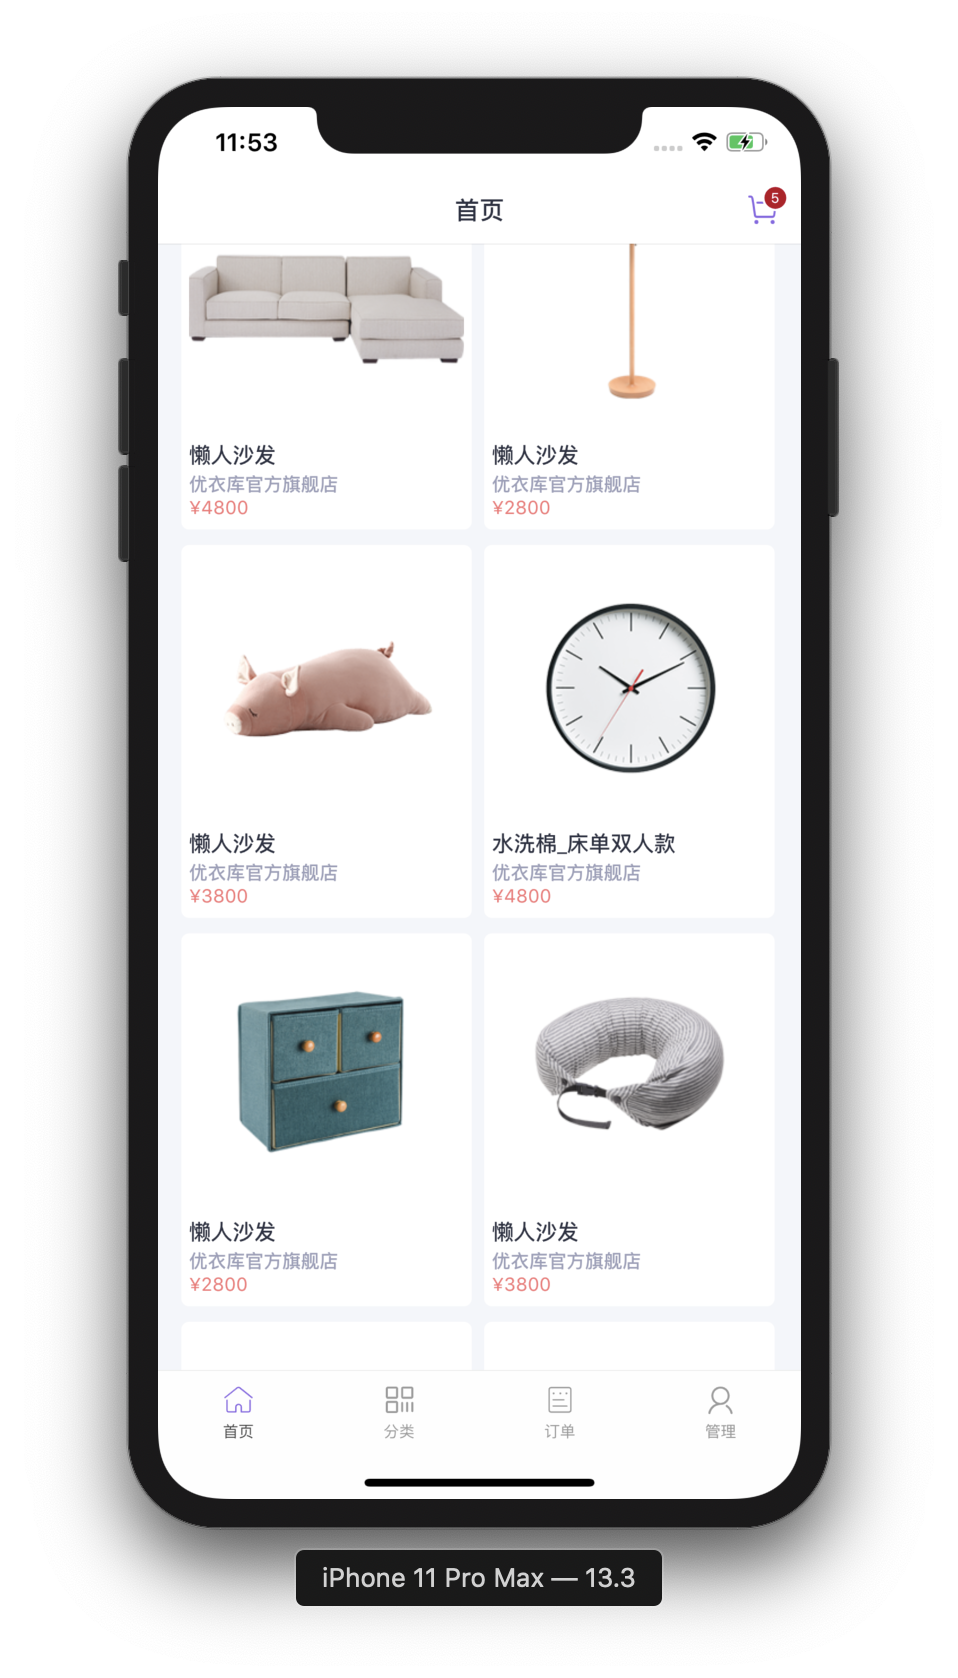 11:53
首页
5
懒人沙发
优衣库官方旗舰店
¥4800
懒人沙发
优衣库官方旗舰店
¥2800
懒人沙发
优衣库官方旗舰店
¥3800
水洗棉_床单双人款
优衣库官方旗舰店
¥4800
懒人沙发
优衣库官方旗舰店
¥2800
懒人沙发
优衣库官方旗舰店
¥3800
首页
分类
订单
管理
iPhone 11 Pro Max — 13.3